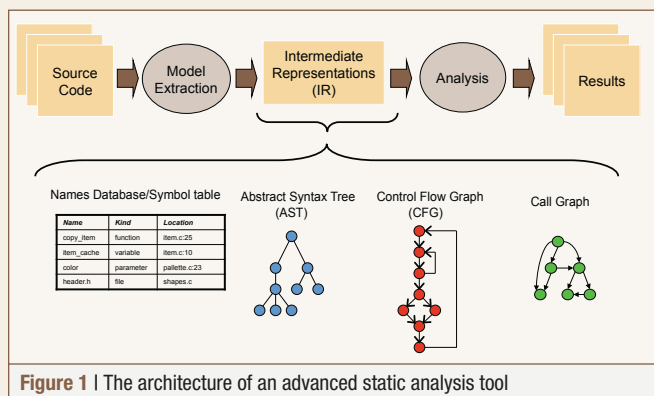 Source
Code
Model
Extraction
Intermediate
Representations
(IR)
Analysis
Results
Names Database/Symbol table
Name Kind Location
copy_item function item.c:25
item_cache variable item.c:10
color parameter pallette.c:23
header.h file shapes.c
Abstract Syntax Tree
(AST)
Control Flow Graph
(CFG)
Call Graph
Figure 1 | The architecture of an advanced static analysis tool